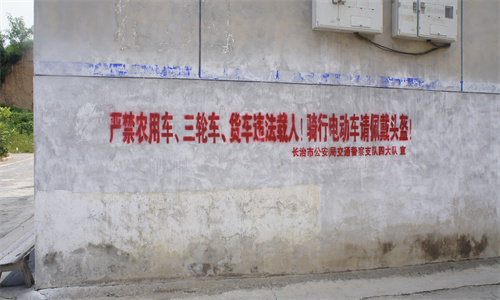 严禁农用车、三轮车、货车违法载人！骑行电动车请佩戴头盔！
长治市公安局交通警察支队四大队 宣